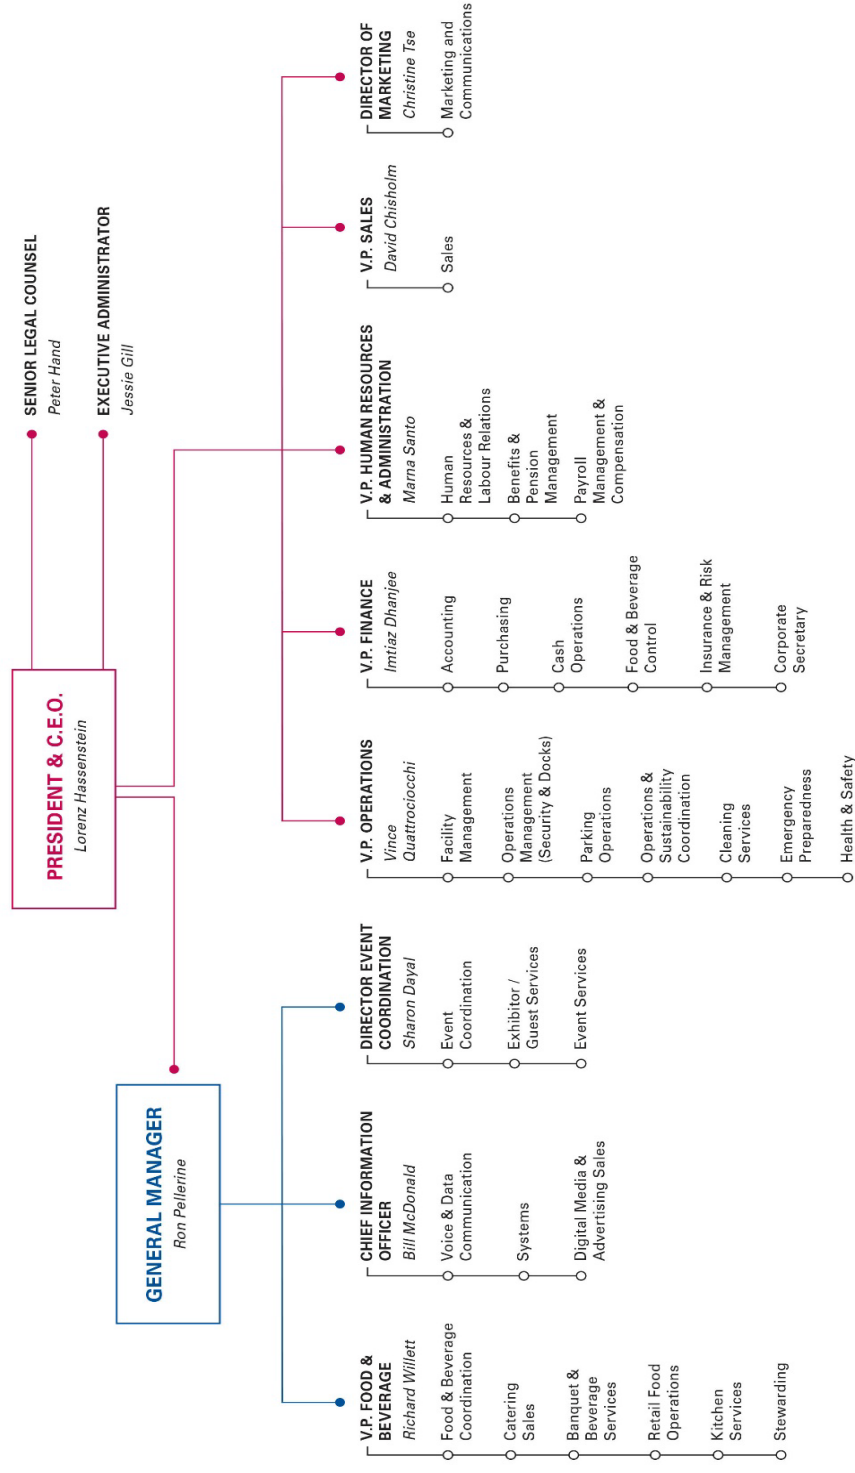 PRESIDENT & C.E.O.
Lorenz Hassenstein
SENIOR LEGAL COUNSEL
Peter Hand
EXECUTIVE ADMINISTRATOR
Jessie Gill
GENERAL MANAGER
Ron Pellerine
V.P. FOOD &
BEVERAGE
Richard Willett
Food & Beverage
Coordination
Catering
Sales
Banquet &
Beverage
Services
Retail Food
Operations
Kitchen
Services
Stewarding
CHIEF INFORMATION
OFFICER
Bill McDonald
Voice & Data
Communication
Systems
Digital Media &
Advertising Sales
DIRECTOR EVENT
COORDINATION
Sharon Dayal
Event
Coordination
Exhibitor /
Guest Services
Event Services
V.P. OPERATIONS
Vince
Quattrociocchi
Facility
Management
Operations
Management
(Security & Docks)
Parking
Operations
Operations &
Sustainability
Coordination
Cleaning
Services
Emergency
Preparedness
Health & Safety
V.P. FINANCE
Imtiaz Dhanjee
Accounting
Purchasing
Cash
Operations
Food & Beverage
Control
Insurance & Risk
Management
Corporate
Secretary
V.P. HUMAN RESOURCES
& ADMINISTRATION
Marna Santo
Human
Resources &
Labour Relations
Benefits &
Pension
Management
Payroll
Management &
Compensation
V.P. SALES
David Chisholm
Sales
DIRECTOR OF
MARKETING
Christine Tse
Marketing and
Communications